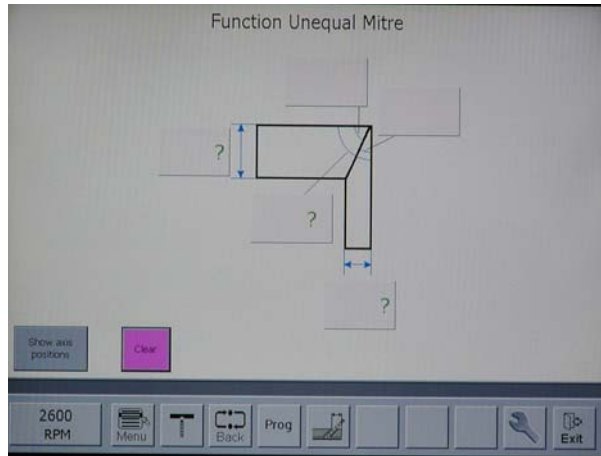 Function Unequal Mitre
?
?
?
Show axis
positions
Clear
2600
RPM
Menu
Back
Prog
Exit